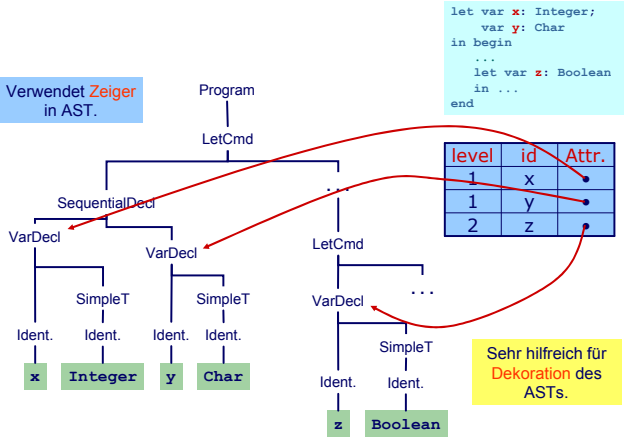 let var x: Integer;
var y: Char
in begin
...
let var z: Boolean
in ...
end
Verwendet Zeiger
in AST.
Program
LetCmd
level id Attr.
1 x
1 y
2 z
SequentialDecl
...
VarDecl
VarDecl
LetCmd
SimpleT
SimpleT
VarDecl
...
Ident.
Ident.
Ident.
Ident.
SimpleT
x Integer y Char
Ident.
Ident.
z Boolean
Sehr hilfreich für
Dekoration des
ASTs.